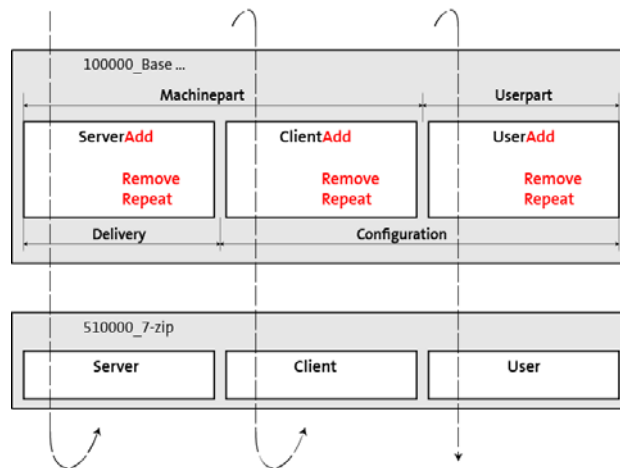 100000_Base ...
Machinepart Userpart
ServerAdd ClientAdd UserAdd
Remove Remove Remove
Repeat Repeat Repeat
Delivery Configuration
510000_7-zip
Server Client User